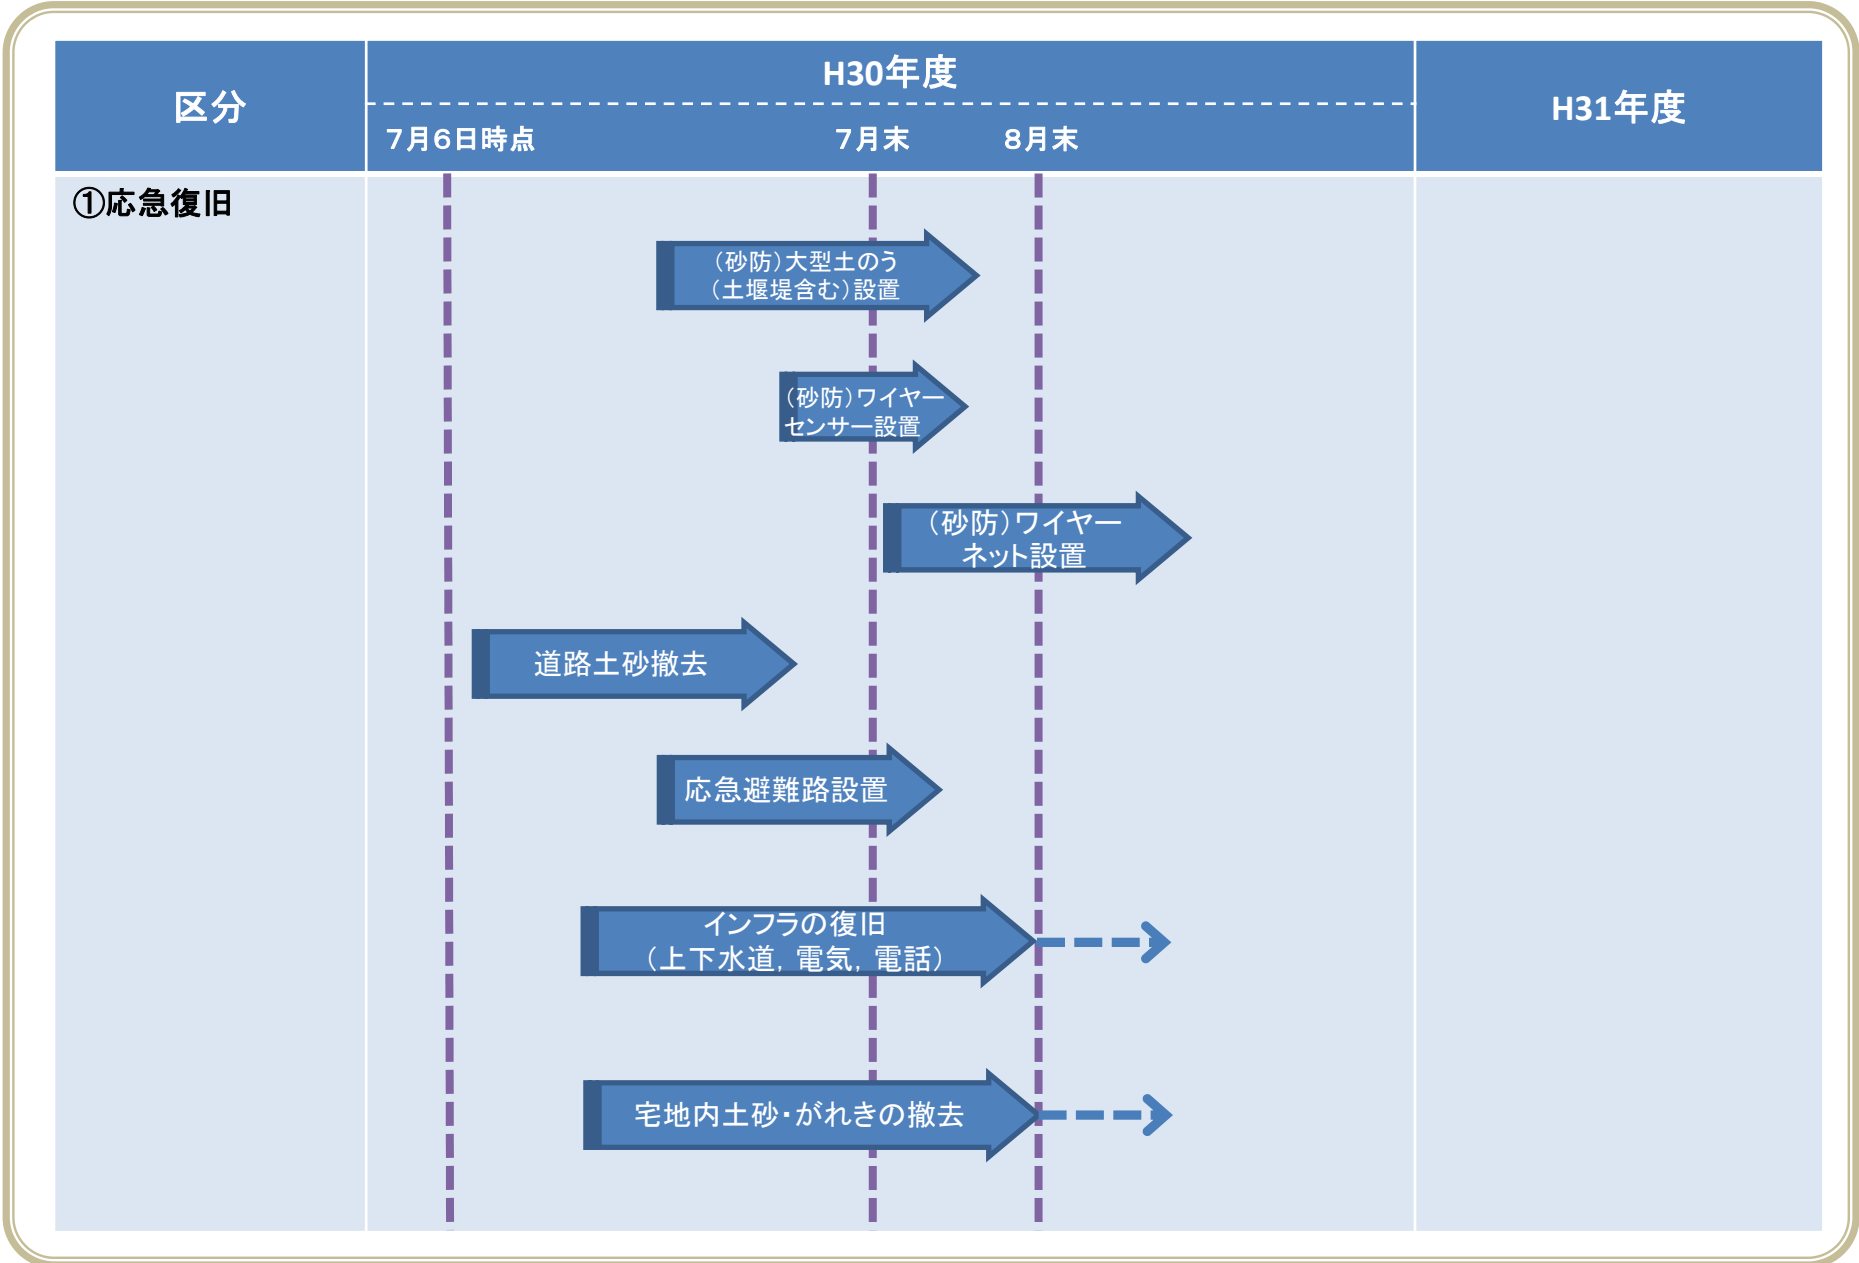 区分
H30年度
H31年度
7月6日時点
7月末
8月末
①応急復旧
（砂防）大型土のう
（土堰堤含む）設置
（砂防）ワイヤー
センサー設置
（砂防）ワイヤー
ネット設置
道路土砂撤去
応急避難路設置
インフラの復旧
（上下水道，電気，電話）
宅地内土砂・がれきの撤去